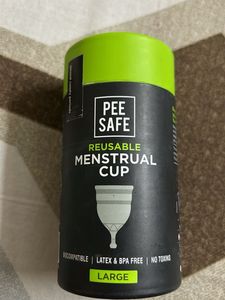 PEE
SAFE
REUSABLE
MENSTRUAL
CUP
BIOCOMPATIBLE | LATEX & BPA FREE | NO TOXINS
LARGE